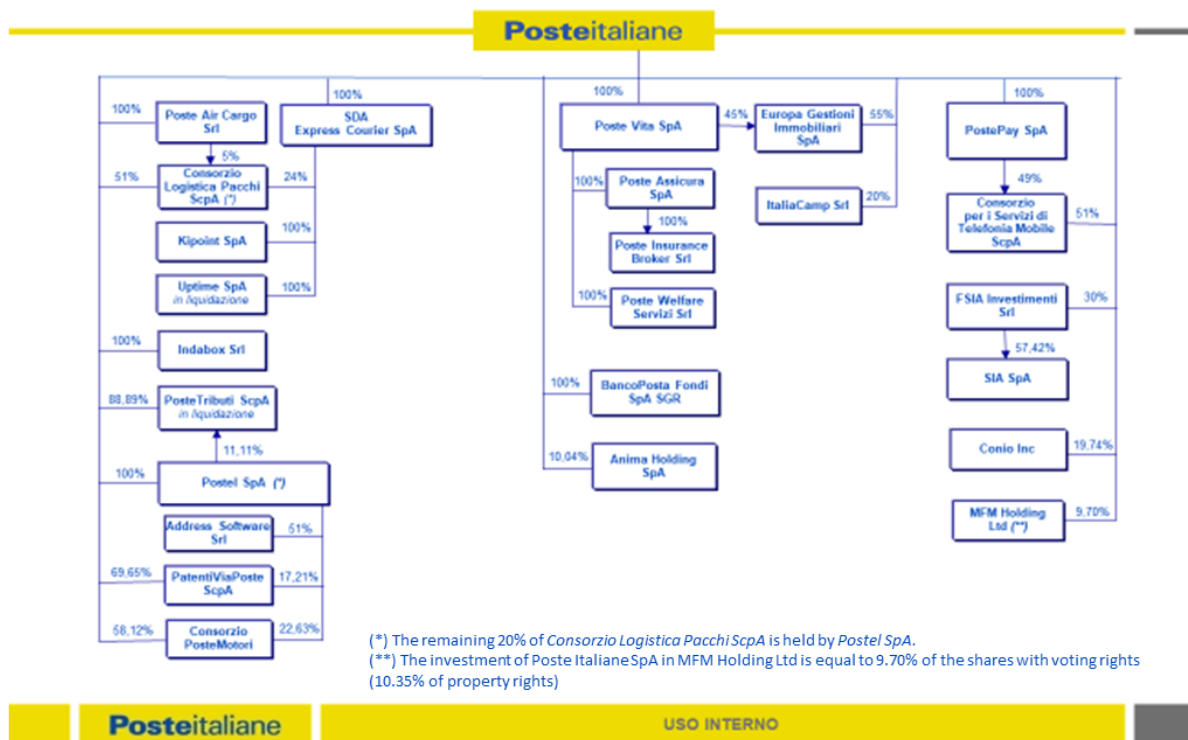 Posteitaliane
100%
Poste Air Cargo
Srl
100%
SDA
Express Courier SpA
5%
51%
Consorzio
Logistica Pacchi
ScpA (*)
24%
Kipoint SpA
100%
Uptime SpA
in liquidazione
100%
100%
Indabox Srl
88,89%
PosteTributi ScpA
in liquidazione
11,11%
100%
Postel SpA (*)
Address Software
Srl
51%
69,65%
PatentiViaPoste
ScpA
17,21%
58,12%
Consorzio
PosteMotori
22,63%
100%
Poste Vita SpA
45%
Europa Gestioni
Immobiliari
SpA
55%
100%
Poste Assicura
SpA
100%
Poste Insurance
Broker Srl
100%
Poste Welfare
Servizi Srl
ItaliaCamp Srl
20%
100%
BancoPosta Fondi
SpA SGR
10,04%
Anima Holding
SpA
100%
PostePay SpA
49%
Consorzio
per i Servizi di
Telefonia Mobile
ScpA
51%
FSIA Investimenti
Srl
30%
57,42%
SIA SpA
Conio Inc
19,74%
MFM Holding
Ltd (**)
9,70%
(*) The remaining 20% of Consorzio Logistica Pacchi ScpA is held by Postel SpA.
(**) The investment of Poste Italiane SpA in MFM Holding Ltd is equal to 9.70% of the shares with voting rights
(10.35% of property rights)
Posteitaliane
USO INTERNO